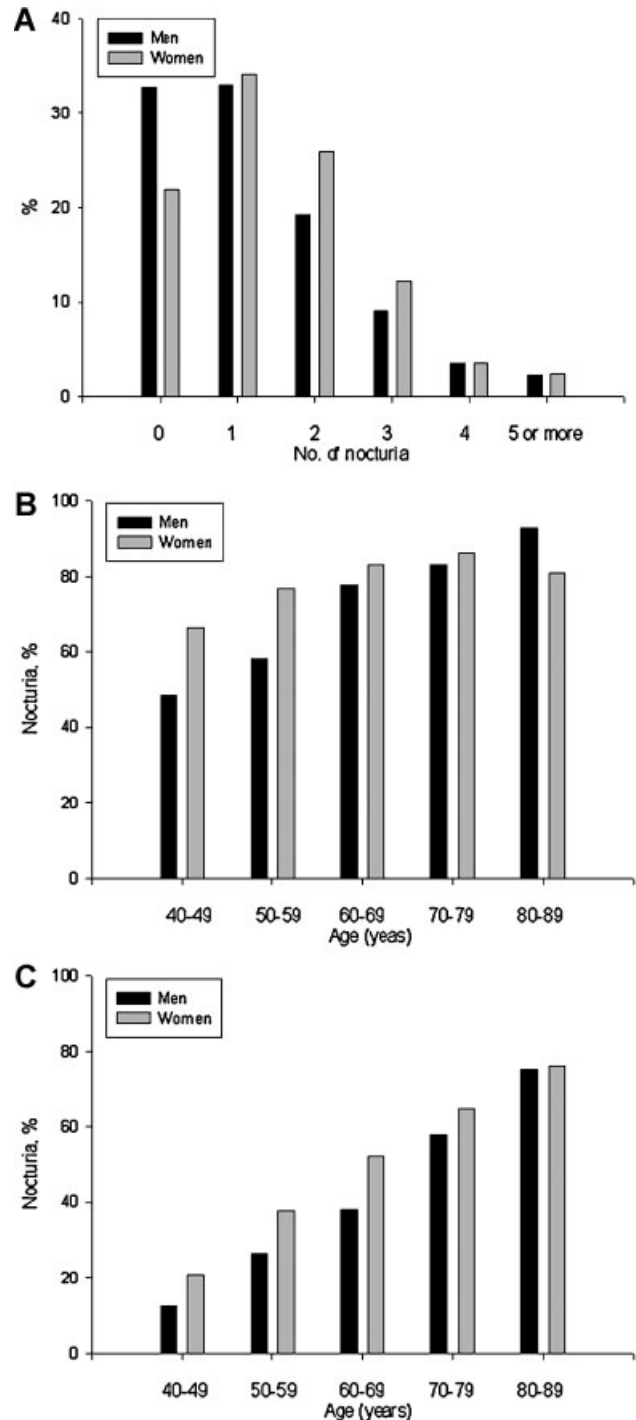 A
40
30
20
10
0
%
Men
Women
0 1 2 3 4 5 or more
No. of nocturia
B
100
80
60
40
20
0
Nocturia, %
Men
Women
40-49 50-59 60-69 70-79 80-89
Age (yeas)
C
100
80
60
40
20
0
Nocturia, %
Men
Women
40-49 50-59 60-69 70-79 80-89
Age (years)